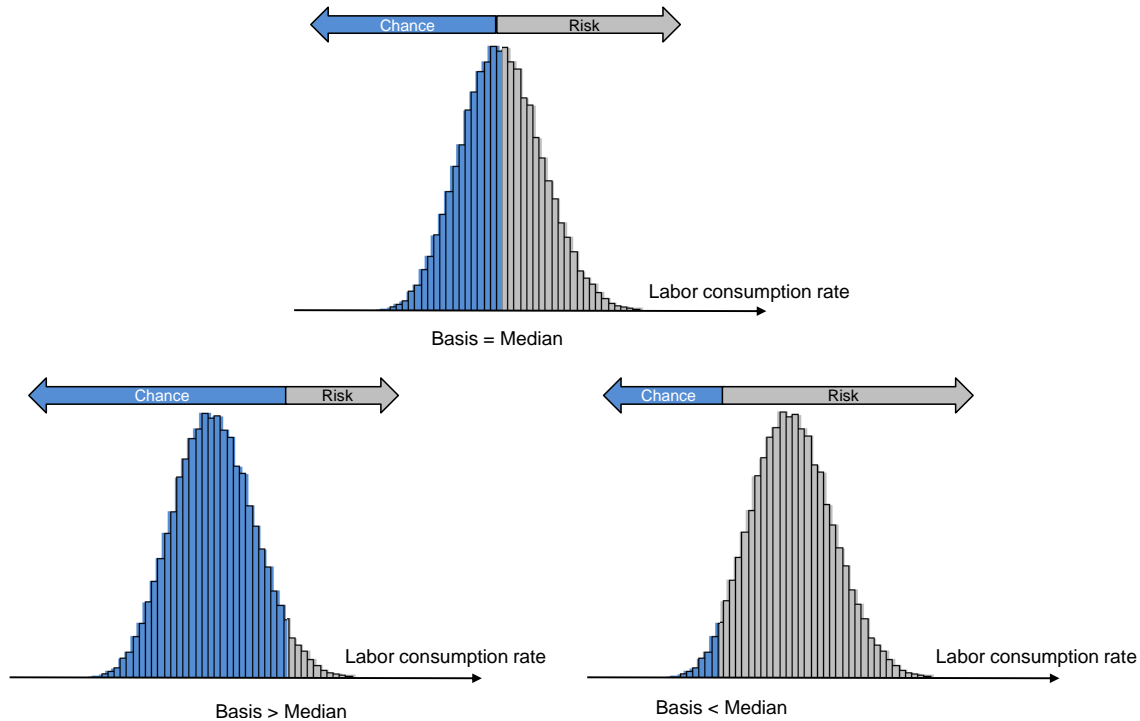 Chance
Risk
Labor consumption rate
Basis = Median
Chance
Risk
Labor consumption rate
Basis > Median
Chance
Risk
Labor consumption rate
Basis < Median